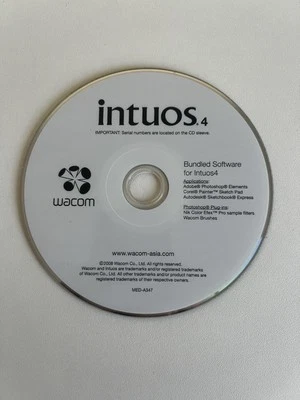 intuos®4
IMPORTANT: Serial numbers are located on the CD sleeve.
Bundled Software
for Intuos4
Applications:
Adobe® Photoshop® Elements
Corel® Painter™ Sketch Pad
Autodesk® Sketchbook® Express
Photoshop® Plug-ins:
Nik Color Efex™ Pro sample filters
Wacom Brushes
wacom
www.wacom-asia.com
©2008 Wacom Co., Ltd. All rights reserved.
Wacom and Intuos are trademarks and/or registered trademarks
of Wacom Co., Ltd. All other trademarks and/or product names are
registered trademarks of their respective owners.
MED-A347